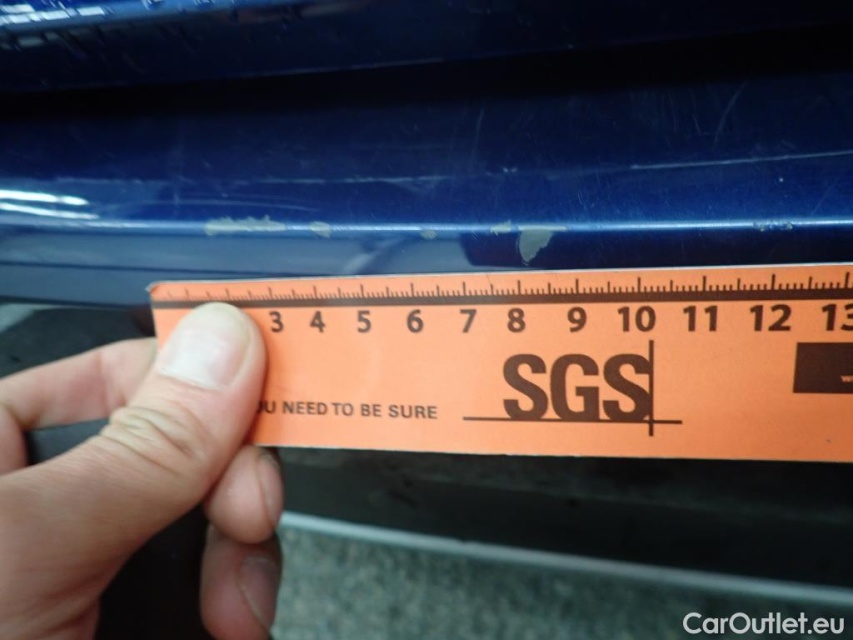 3 4 5 6 7 8 9 10 11 12 13
SGS
U NEED TO BE SURE
CarOutlet.eu